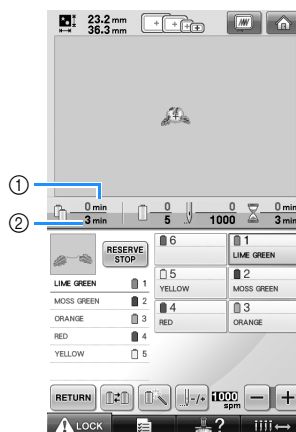 23.2 mm
36.3 mm
①
0 min
3 min
0
5
0
1000
0 min
3 min
②
RESERVE
STOP
LIME GREEN 1
MOSS GREEN 2
ORANGE 3
RED 4
YELLOW 5
6
1
LIME GREEN
5
YELLOW
2
MOSS GREEN
4
RED
3
ORANGE
RETURN
-/+
1000
spm
−
+
LOCK
?